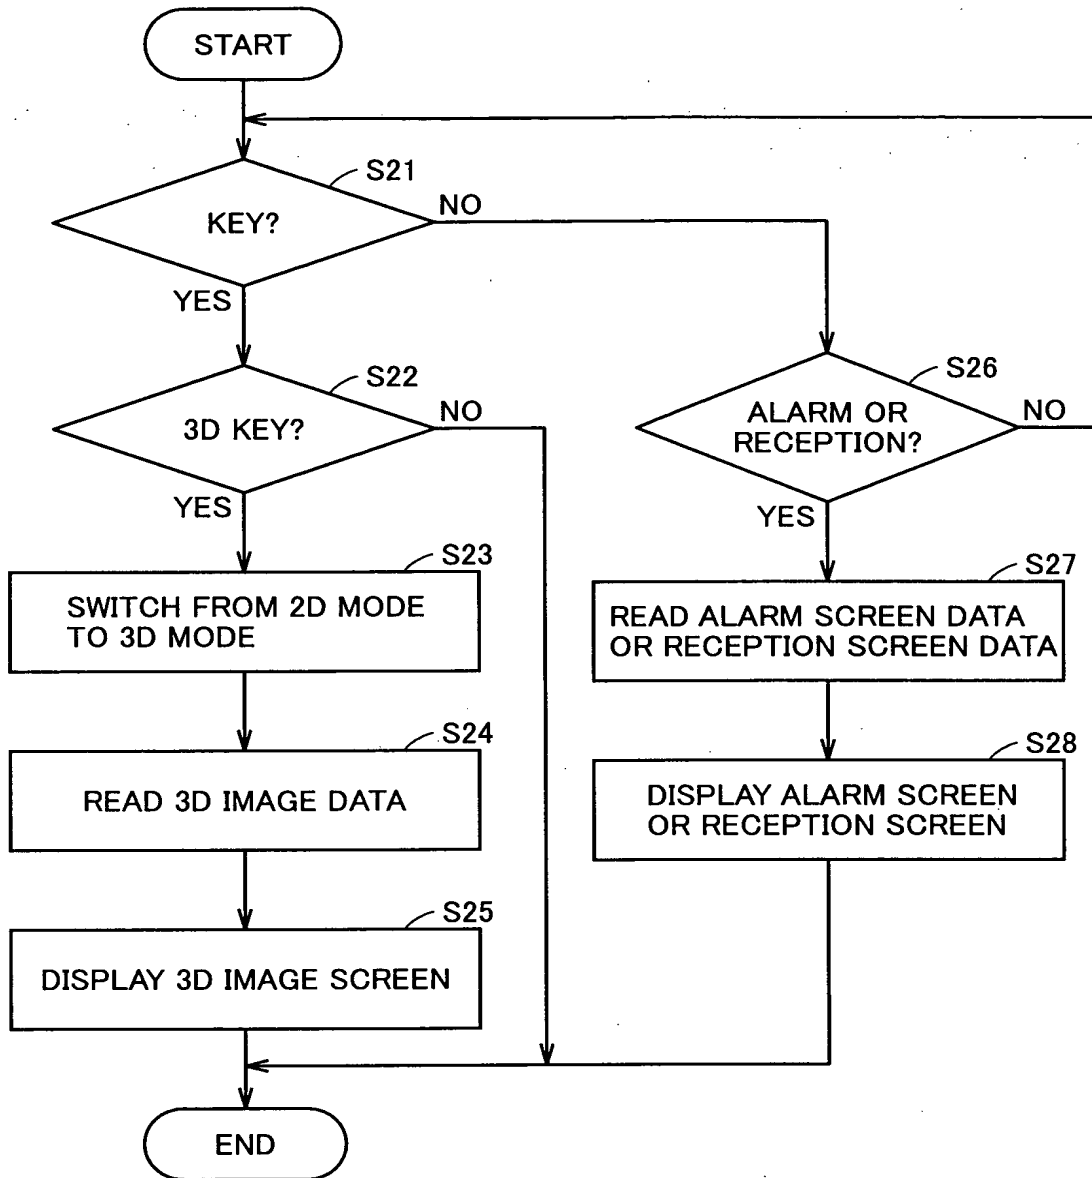 START
S21
KEY?
NO
YES
S22
3D KEY?
NO
YES
S23
SWITCH FROM 2D MODE
TO 3D MODE
S24
READ 3D IMAGE DATA
S25
DISPLAY 3D IMAGE SCREEN
S26
ALARM OR
RECEPTION?
NO
YES
S27
READ ALARM SCREEN DATA
OR RECEPTION SCREEN DATA
S28
DISPLAY ALARM SCREEN
OR RECEPTION SCREEN
END